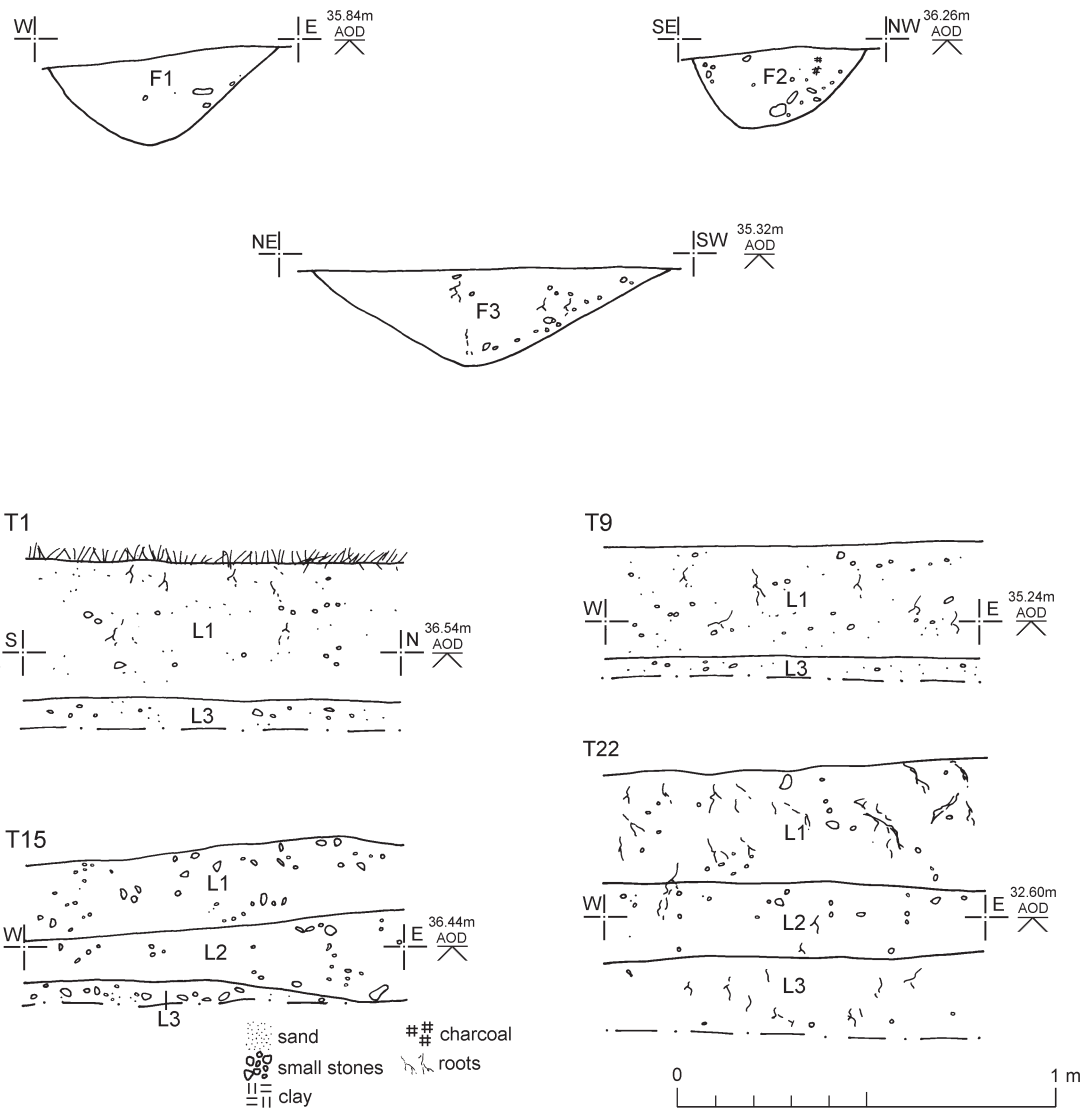 W E 35.84m
AOD
F1
SE NW 36.26m
AOD
F2
NE SW 35.32m
AOD
F3
T1
L1
S N 36.54m
AOD
L3
T9
L1
W E 35.24m
AOD
L3
T15
L1
W E 36.44m
AOD
L2
L3
T22
L1
W E 32.60m
AOD
L2
L3
sand
small stones
clay
charcoal
roots
0 1 m